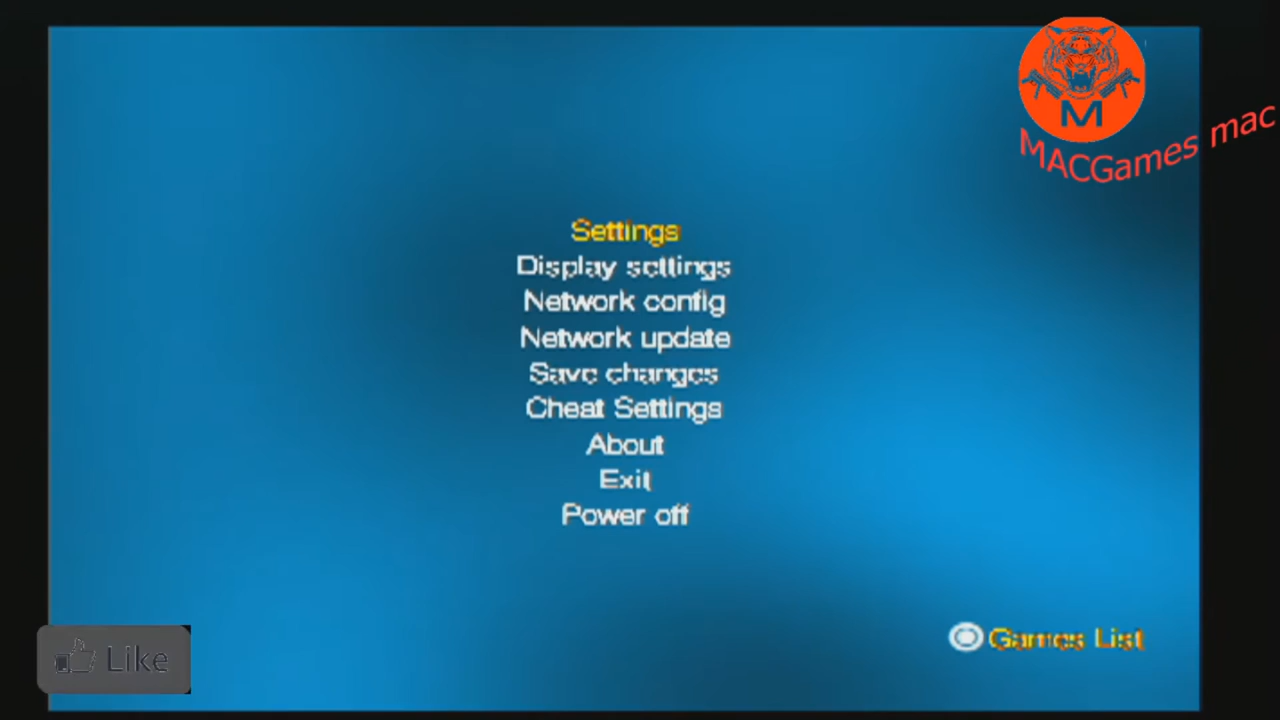 M
MACGames mac
Settings
Display settings
Network config
Network update
Save changes
Cheat Settings
About
Exit
Power off
Games List
Like